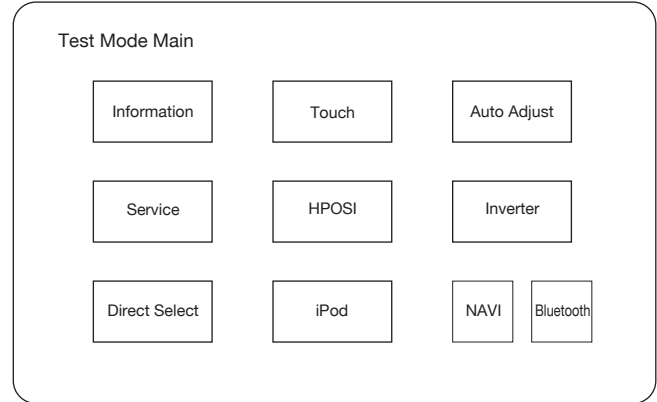 Test Mode Main
Information Touch Auto Adjust
Service HPOSI Inverter
Direct Select iPod NAVI Bluetooth